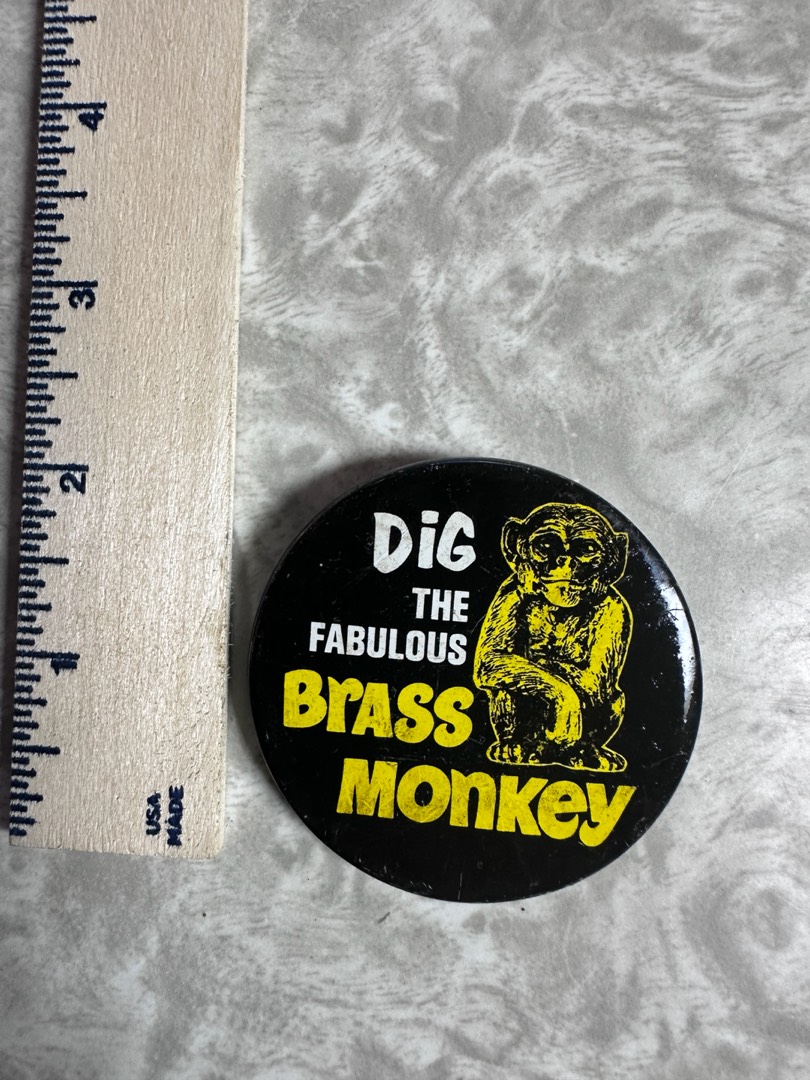 4
3
2
1
USA
MADE
DiG
THE
FABULOUS
BrASS
MOnKey